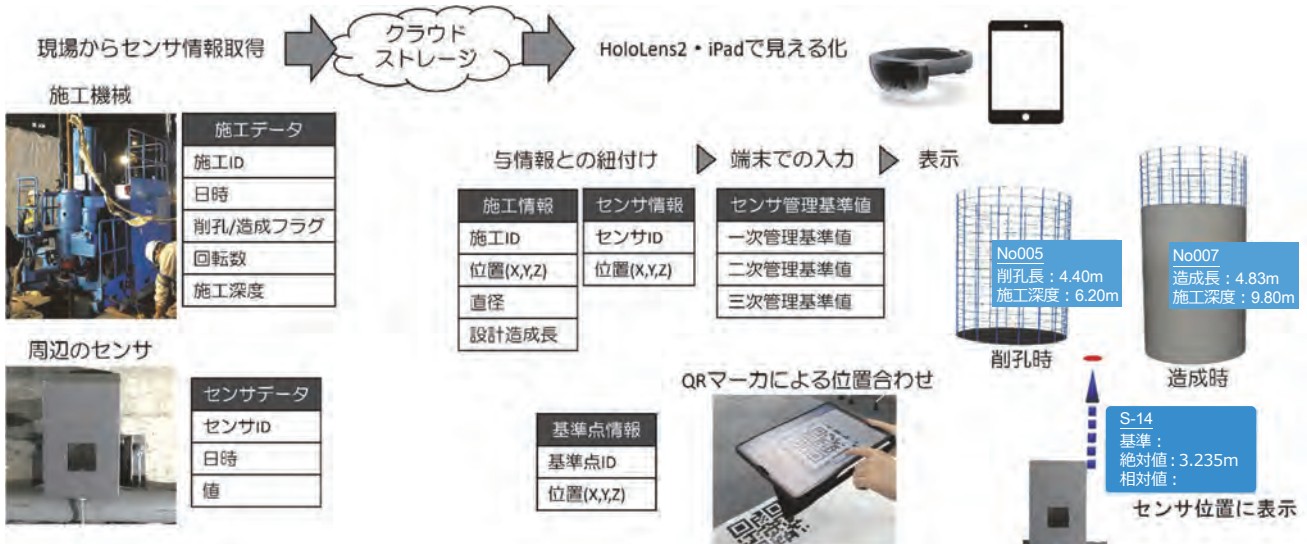 現場からセンサ情報取得
クラウド
ストレージ
HoloLens2・iPadで見える化
施工機械
施工データ
施工ID
日時
削孔/造成フラグ
回転数
施工深度
周辺のセンサ
センサデータ
センサID
日時
値
与情報との紐付け
端末での入力
表示
施工情報
施工ID
位置(X,Y,Z)
直径
設計造成長
センサ情報
センサID
位置(X,Y,Z)
センサ管理基準値
一次管理基準値
二次管理基準値
三次管理基準値
No005
削孔長：4.40m
施工深度：6.20m
削孔時
No007
造成長：4.83m
施工深度：9.80m
造成時
QRマーカによる位置合わせ
基準点情報
基準点ID
位置(X,Y,Z)
S-14
基準：
絶対値：3.235m
相対値：
センサ位置に表示